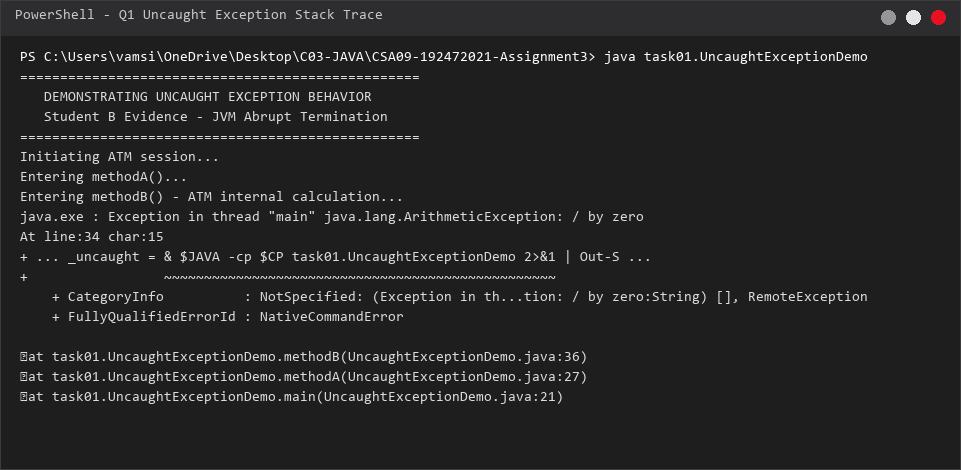 PowerShell - Q1 Uncaught Exception Stack Trace
PS C:\Users\vamsi\OneDrive\Desktop\C03-JAVA\CSA09-192472021-Assignment3> java task01.UncaughtExceptionDemo
==================================================
   DEMONSTRATING UNCAUGHT EXCEPTION BEHAVIOR
   Student B Evidence - JVM Abrupt Termination
==================================================
Initiating ATM session...
Entering methodA()...
Entering methodB() - ATM internal calculation...
java.exe : Exception in thread "main" java.lang.ArithmeticException: / by zero
At line:34 char:15
+ ... _uncaught = & $JAVA -cp $CP task01.UncaughtExceptionDemo 2>&1 | Out-S ...
+                 ~~~~~~~~~~~~~~~~~~~~~~~~~~~~~~~~~~~~~~~~~~~~~~~~~
    + CategoryInfo          : NotSpecified: (Exception in th...tion: / by zero:String) [], RemoteException
    + FullyQualifiedErrorId : NativeCommandError
at task01.UncaughtExceptionDemo.methodB(UncaughtExceptionDemo.java:36)
at task01.UncaughtExceptionDemo.methodA(UncaughtExceptionDemo.java:27)
at task01.UncaughtExceptionDemo.main(UncaughtExceptionDemo.java:21)